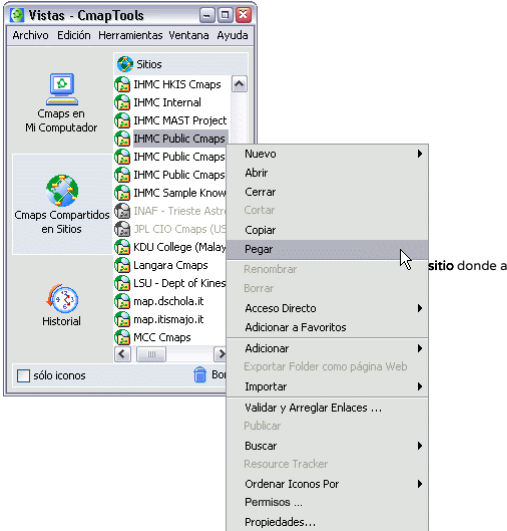 Vistas - CmapTools
Archivo Edición Herramientas Ventana Ayuda
Sitios
Cmaps en
Mi Computador
Cmaps Compartidos
en Sitios
Historial
IHMC HKIS Cmaps
IHMC Internal
IHMC MAST Project
IHMC Public Cmaps
IHMC Public Cmaps
IHMC Public Cmaps
IHMC Sample Know
INAF - Trieste Astr
JPL CIO Cmaps (US
KDU College (Malay
Langara Cmaps
LSU - Dept of Kines
map.dschola.it
map.itismajo.it
MCC Cmaps
sólo iconos
Bo
Nuevo
Abrir
Cerrar
Cortar
Copiar
Pegar
Renombrar
Borrar
Acceso Directo
Adicionar a Favoritos
Adicionar
Exportar Folder como página Web
Importar
Validar y Arreglar Enlaces ...
Publicar
Buscar
Resource Tracker
Ordenar Iconos Por
Permisos ...
Propiedades...
sitio donde a